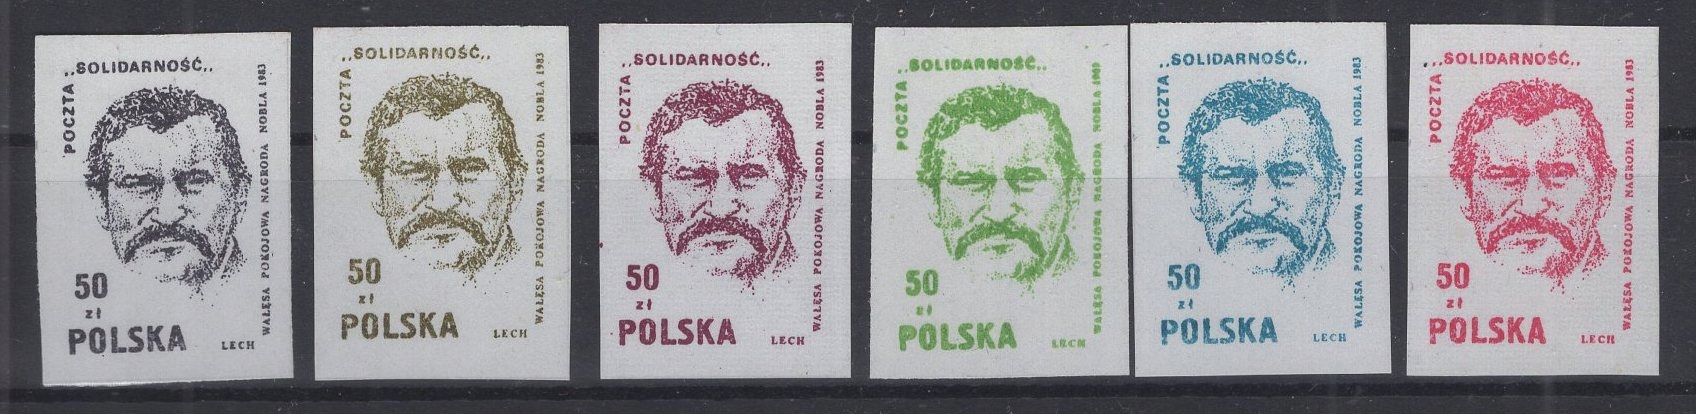 POCZTA
,,SOLIDARNOŚĆ,,
50
zł
POLSKA
LECH
WAŁĘSA POKOJOWA NAGRODA NOBLA 1983
POCZTA
,,SOLIDARNOŚĆ,,
50
zł
POLSKA
LECH
WAŁĘSA POKOJOWA NAGRODA NOBLA 1983
POCZTA
,,SOLIDARNOŚĆ,,
50
zł
POLSKA
LECH
WAŁĘSA POKOJOWA NAGRODA NOBLA 1983
POCZTA
,,SOLIDARNOŚĆ,,
50
zł
POLSKA
LECH
WAŁĘSA POKOJOWA NAGRODA NOBLA 1983
POCZTA
,,SOLIDARNOŚĆ,,
50
zł
POLSKA
LECH
WAŁĘSA POKOJOWA NAGRODA NOBLA 1983
POCZTA
,,SOLIDARNOŚĆ,,
50
zł
POLSKA
LECH
WAŁĘSA POKOJOWA NAGRODA NOBLA 1983